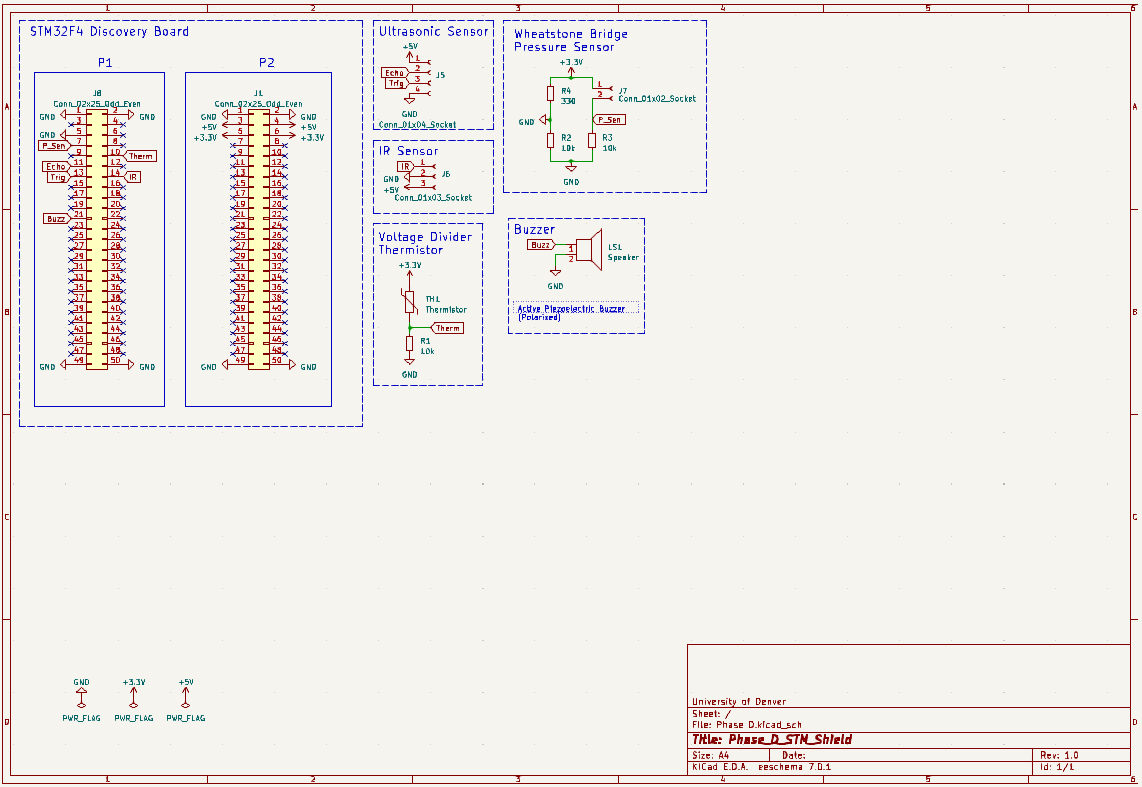 1 2 3 4 5 6
A A
B B
C C
D D
STM32F4 Discovery Board
P1
J0
Conn_02x25_Odd_Even
GND 1 2 GND
3 4
GND 5 6
P_Sen 7 8
9 10 Therm
Echo 11 12
Trig 13 14 IR
15 16
17 18
19 20
Buzz 21 22
23 24
25 26
27 28
29 30
31 32
33 34
35 36
37 38
39 40
41 42
43 44
45 46
47 48
GND 49 50 GND
P2
J1
Conn_02x25_Odd_Even
GND 1 2 GND
+5V 3 4 +5V
+3.3V 5 6 +3.3V
7 8
9 10
11 12
13 14
15 16
17 18
19 20
21 22
23 24
25 26
27 28
29 30
31 32
33 34
35 36
37 38
39 40
41 42
43 44
45 46
47 48
GND 49 50 GND
Ultrasonic Sensor
+5V
1
Echo 2 J5
Trig 3
4
GND
Conn_01x04_Socket
IR Sensor
IR 1
GND 2 J6
+5V 3
Conn_01x03_Socket
Voltage Divider
Thermistor
+3.3V
TH1
Thermistor
Therm
R1
10k
GND
Wheatstone Bridge
Pressure Sensor
+3.3V
R4
330
1 J7
2 Conn_01x02_Socket
GND
P_Sen
R2
10k
R3
10k
GND
Buzzer
Buzz
1 LS1
2 Speaker
GND
Active Piezoelectric Buzzer
(Polarized)
GND +3.3V +5V
PWR_FLAG PWR_FLAG PWR_FLAG
University of Denver
Sheet: /
File: Phase D.kicad_sch
Title: Phase_D_STM_Shield
Size: A4 Date: Rev: 1.0
KiCad E.D.A. eeschema 7.0.1 Id: 1/1
1 2 3 4 5 6